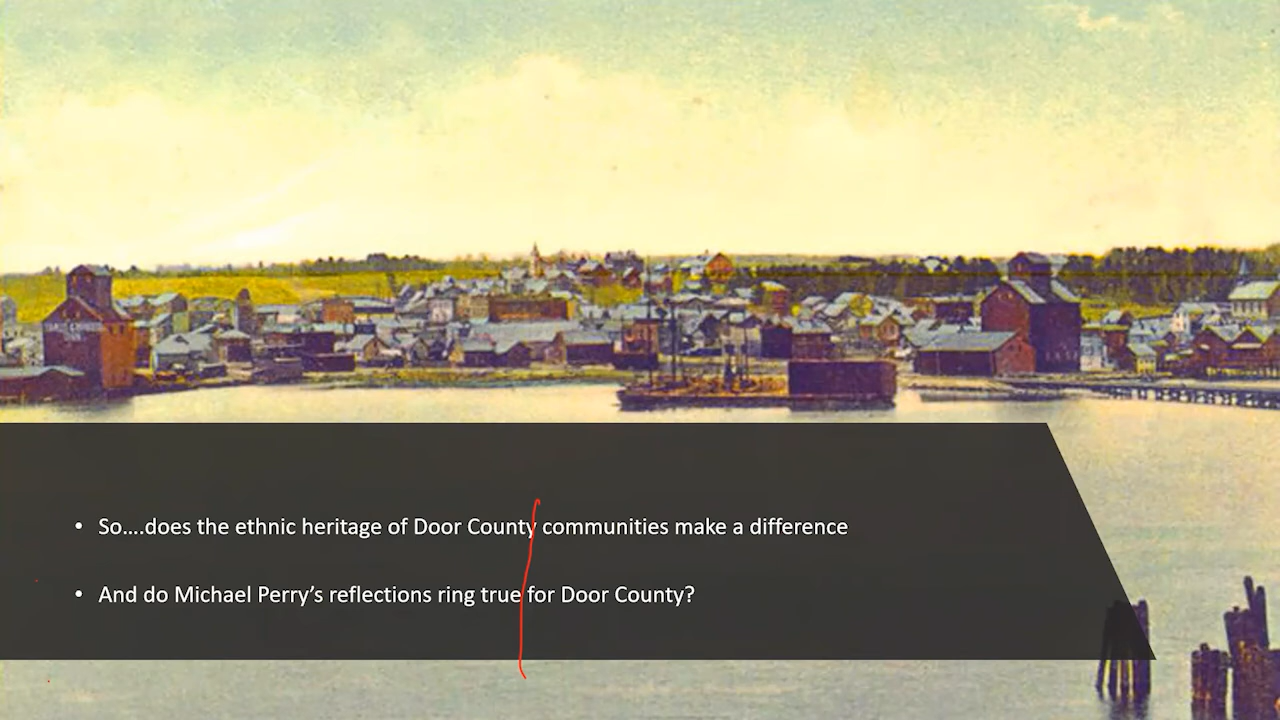 • So....does the ethnic heritage of Door County communities make a difference
• And do Michael Perry’s reflections ring true for Door County?